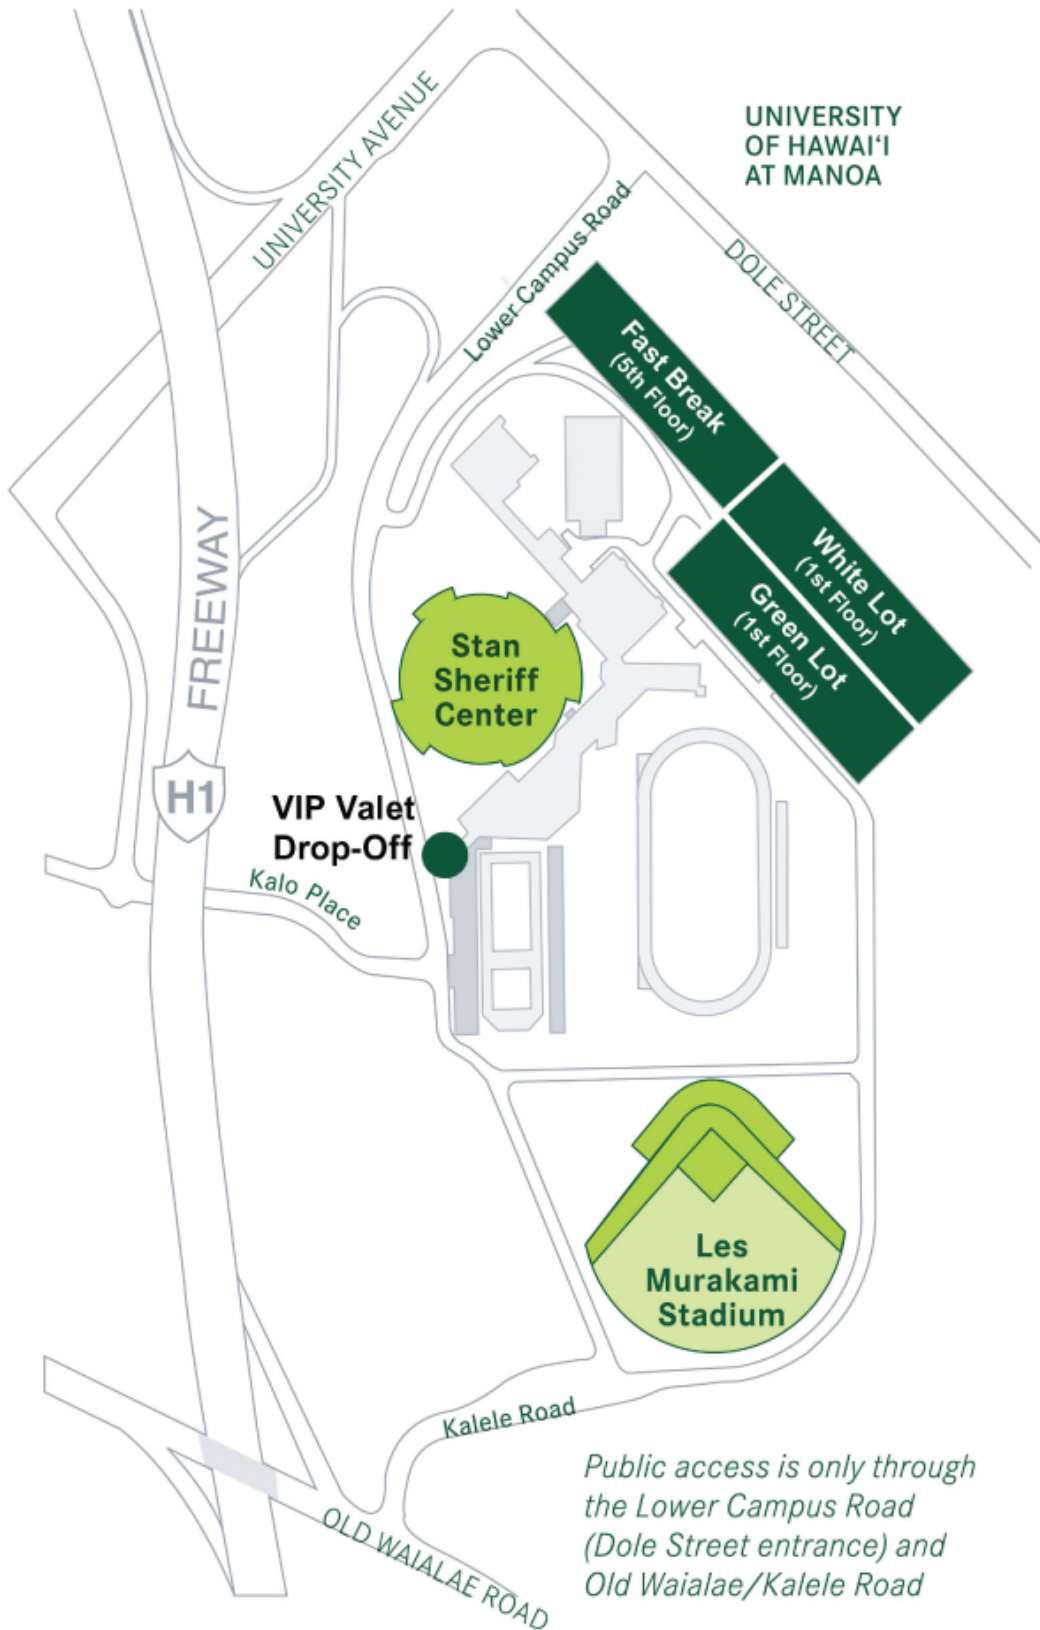 UNIVERSITY
OF HAWAIʻI
AT MANOA
UNIVERSITY AVENUE
Lower Campus Road
DOLE STREET
Fast Break
(5th Floor)
White Lot
(1st Floor)
Green Lot
(1st Floor)
FREEWAY
H1
Stan
Sheriff
Center
VIP Valet
Drop-Off
Kalo Place
Les
Murakami
Stadium
Kalele Road
OLD WAIALAE ROAD
Public access is only through
the Lower Campus Road
(Dole Street entrance) and
Old Waialae/Kalele Road